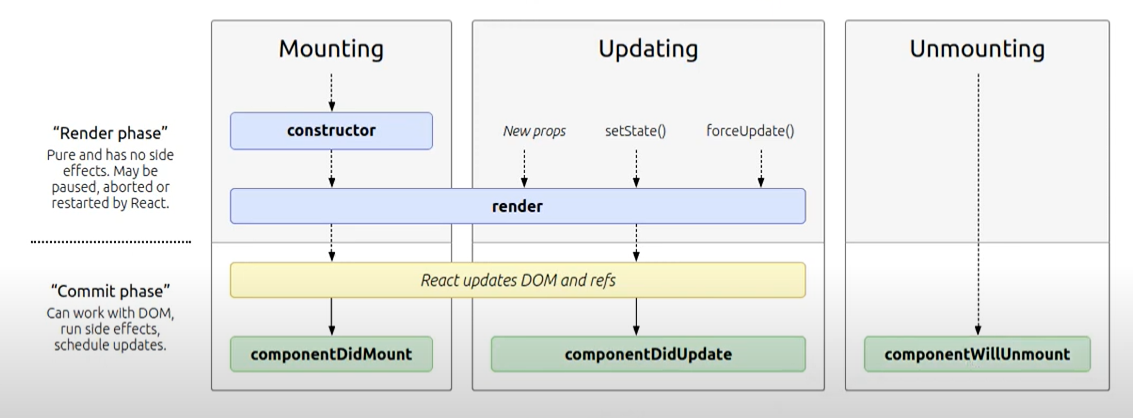 Mounting
Updating
Unmounting
“Render phase”
Pure and has no side
effects. May be
paused, aborted or
restarted by React.
constructor
New props
setState()
forceUpdate()
render
React updates DOM and refs
“Commit phase”
Can work with DOM,
run side effects,
schedule updates.
componentDidMount
componentDidUpdate
componentWillUnmount